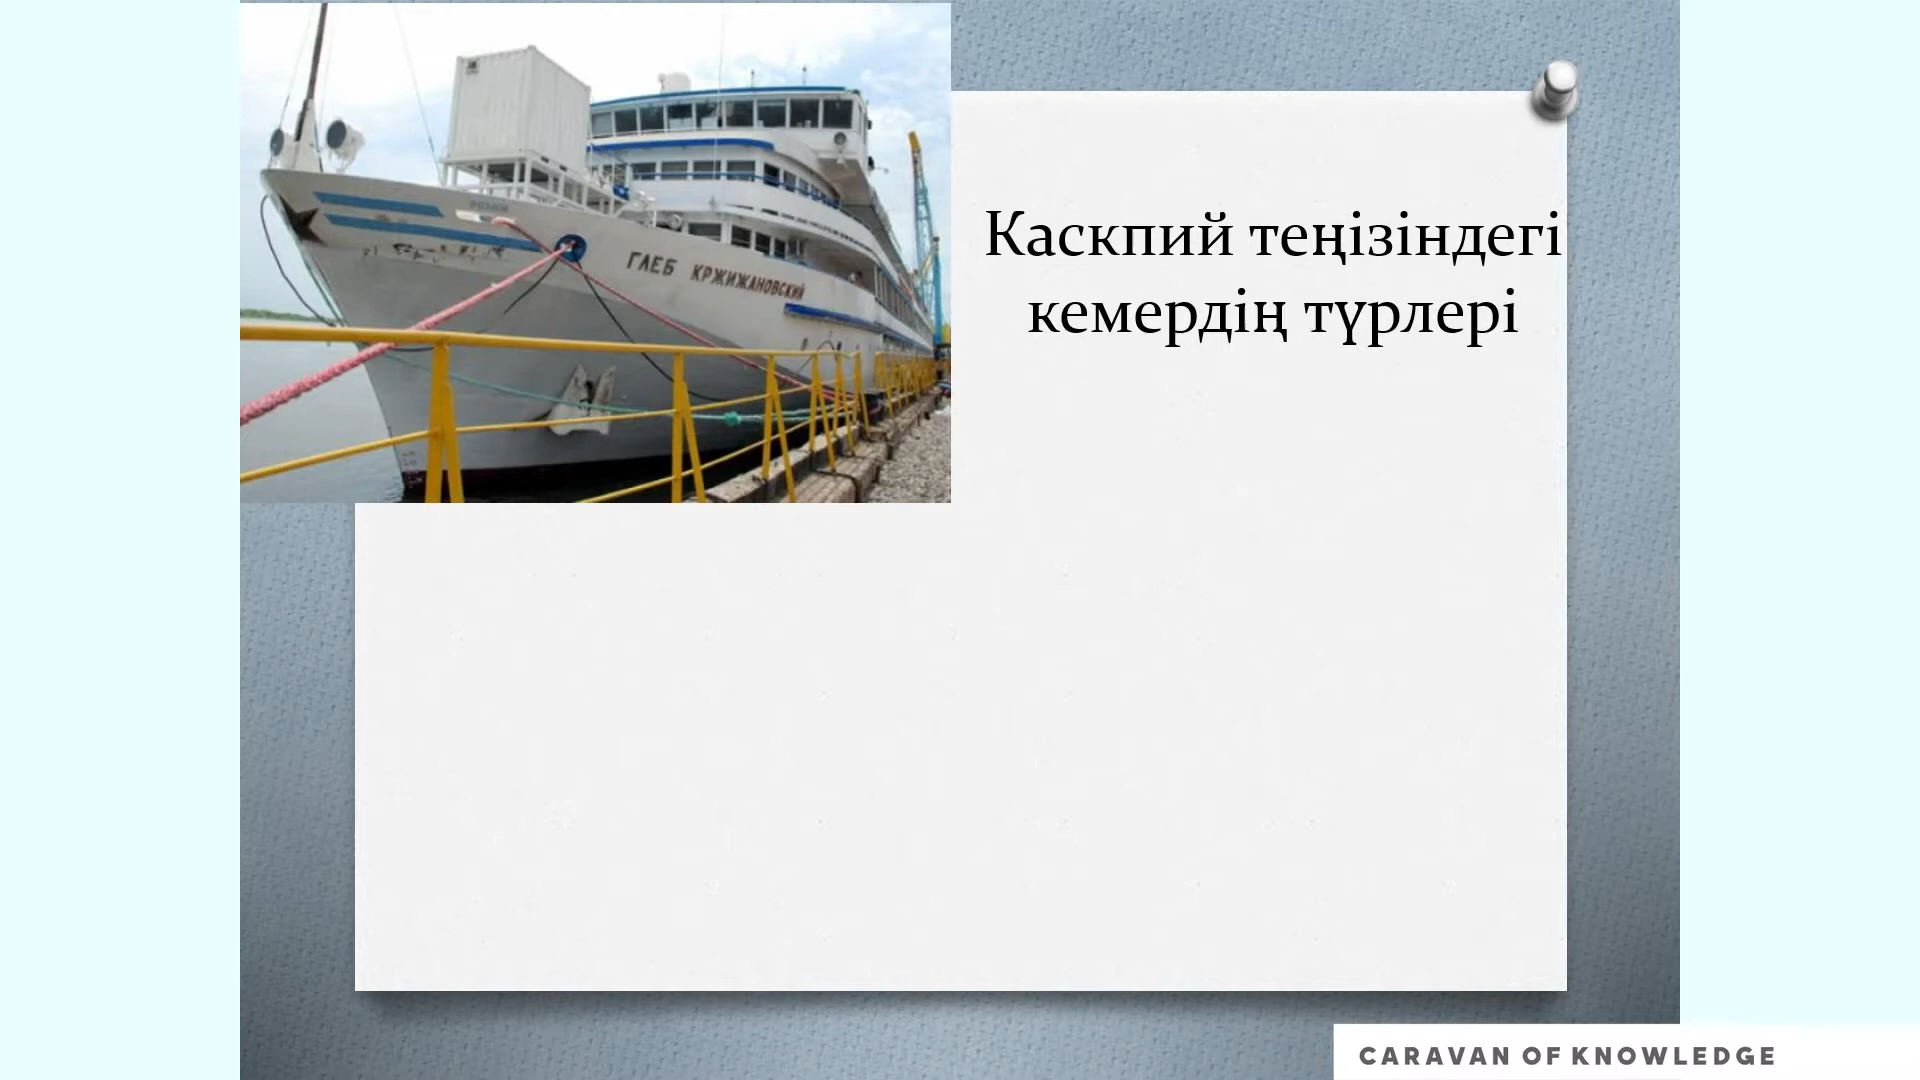 ГЛЕБ КРЖИЖАНОВСКИЙ
Каскпий теңізіндегі
кемердің түрлері
CARAVAN OF KNOWLEDGE